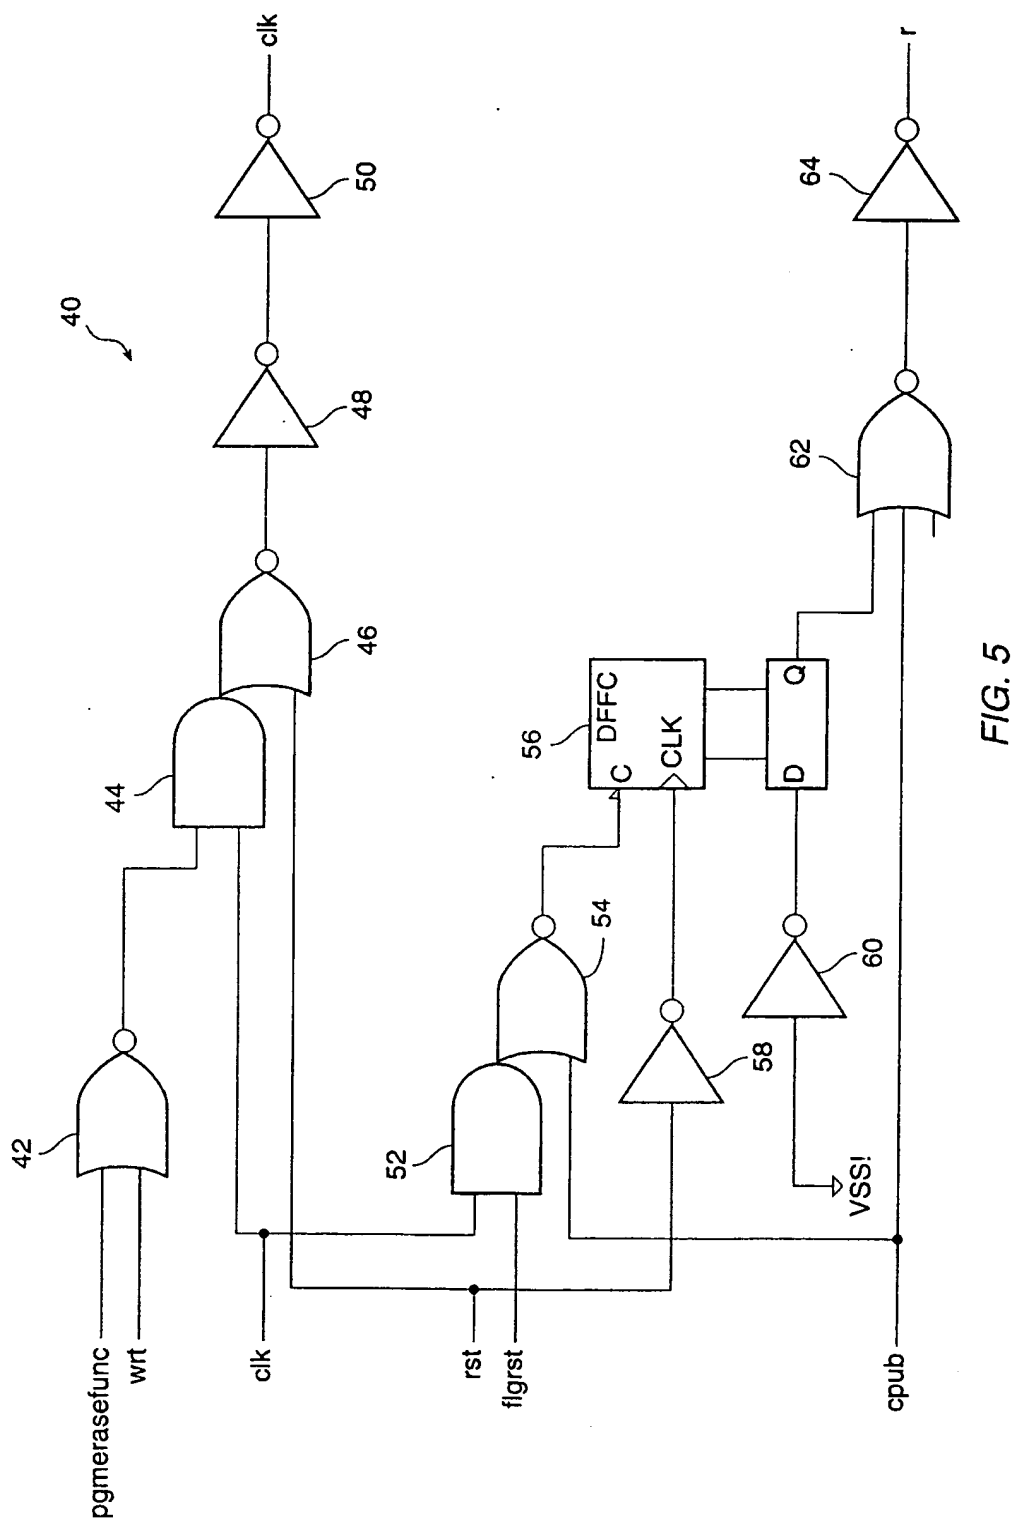 40
42
pgmerasefunc
wrt
44
46
48
50
clk
clk
rst
flgrst
52
54
56
DFFC
C
CLK
58
D
Q
60
VSS!
62
64
r
cpub
FIG. 5